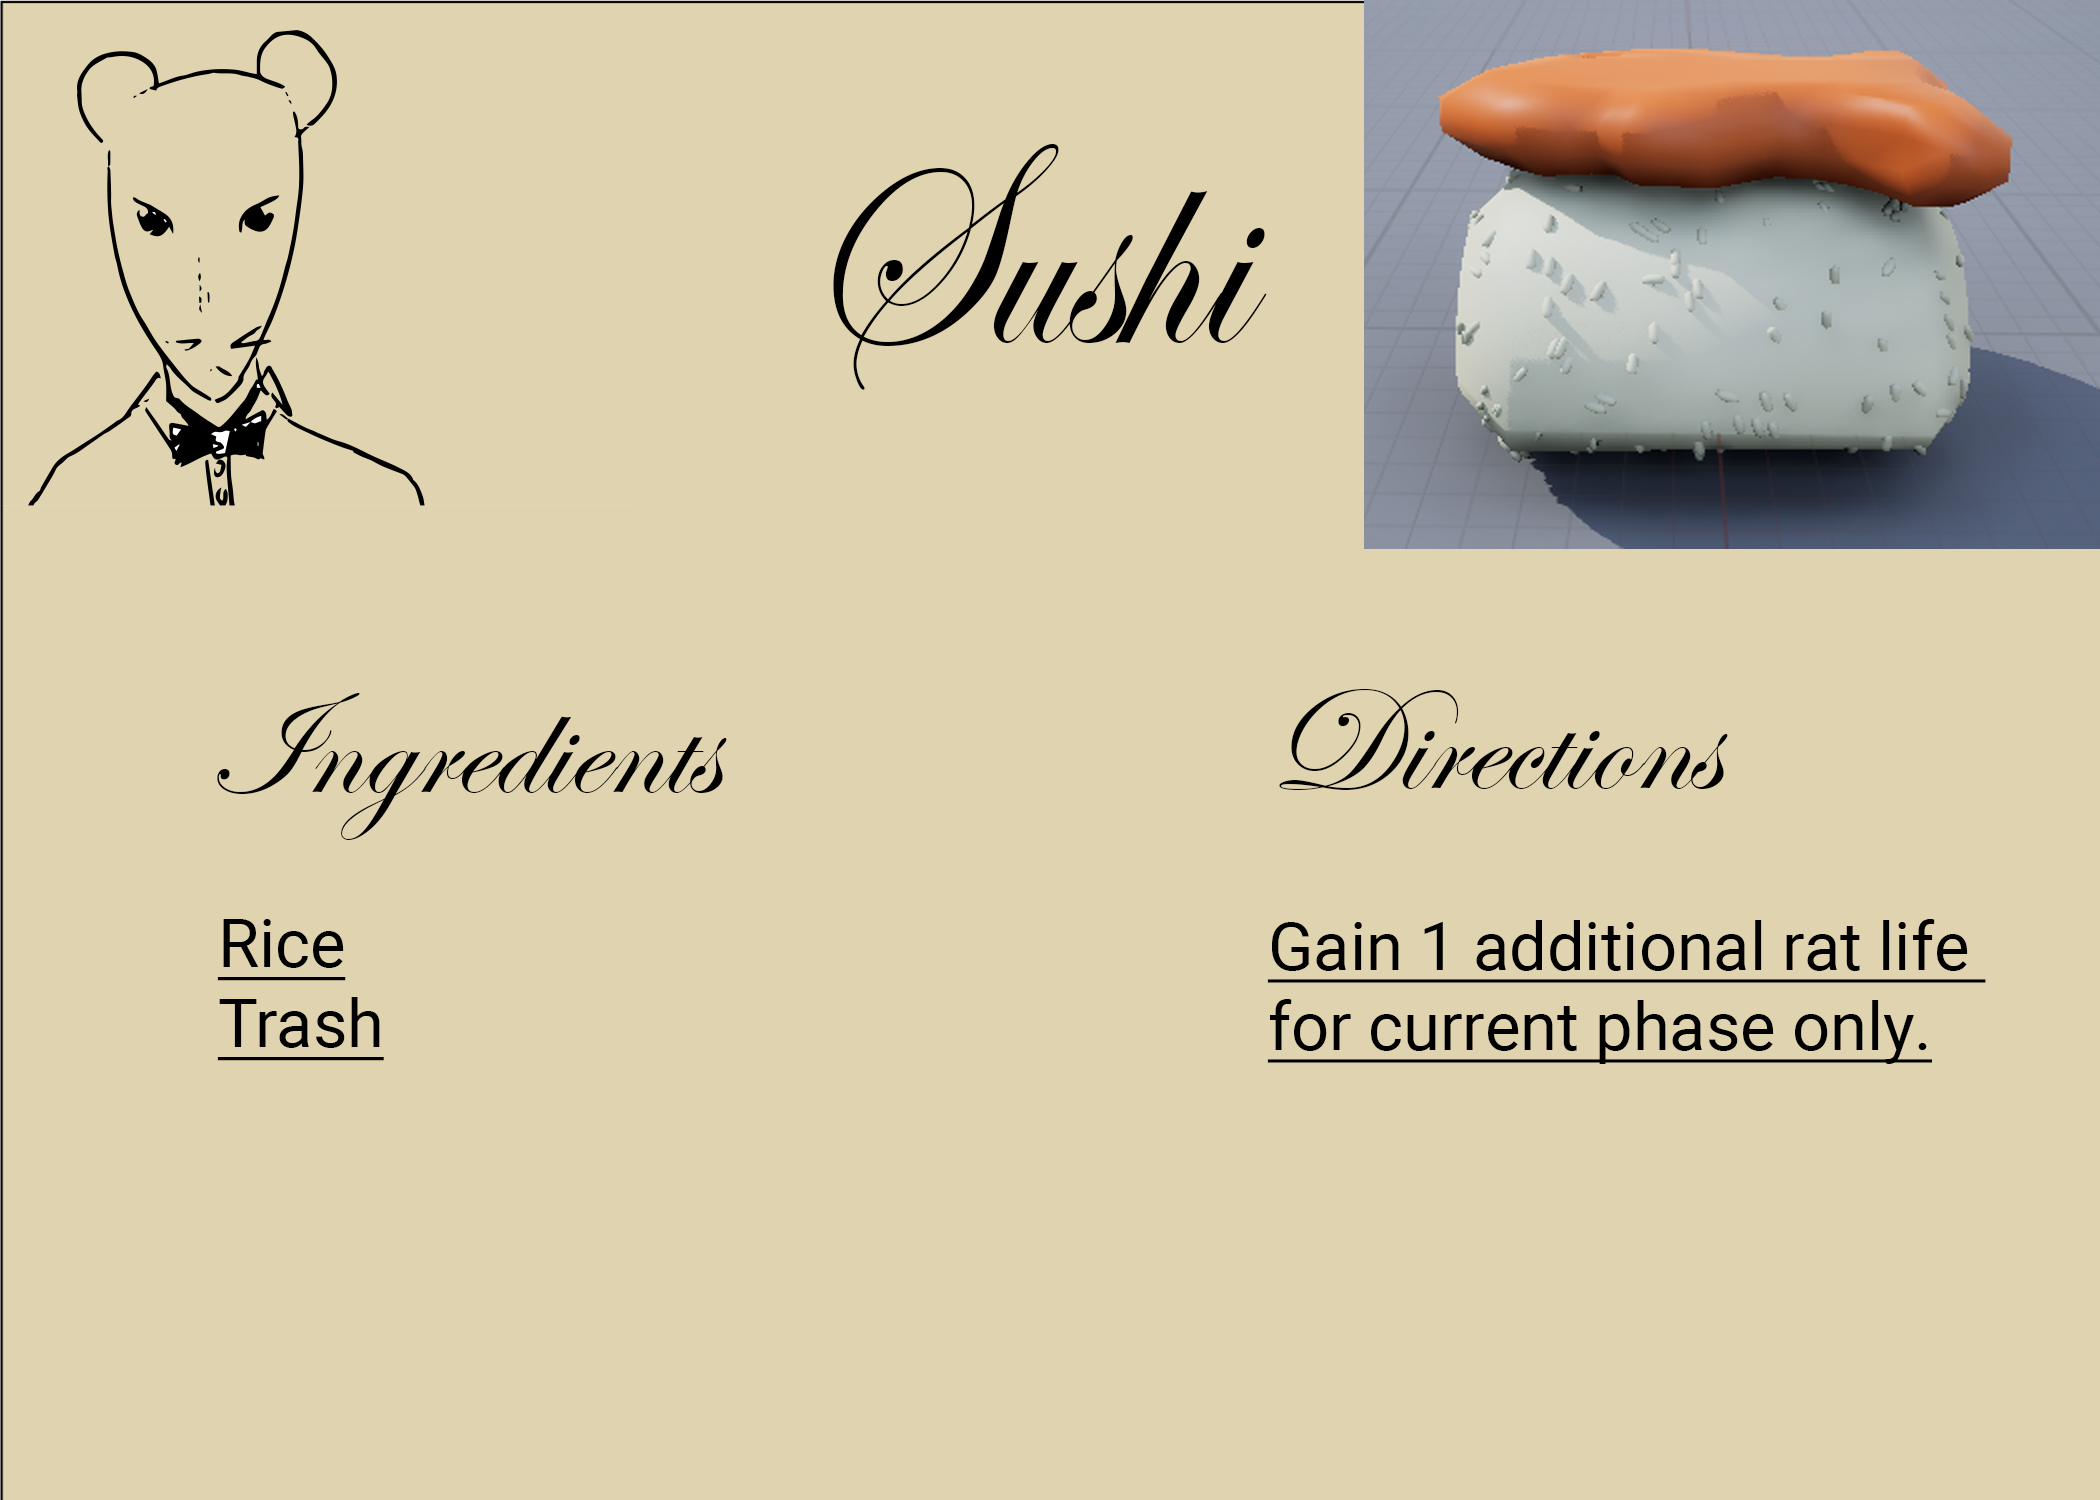 Sushi
Ingredients
Directions
Rice
Trash
Gain 1 additional rat life
for current phase only.